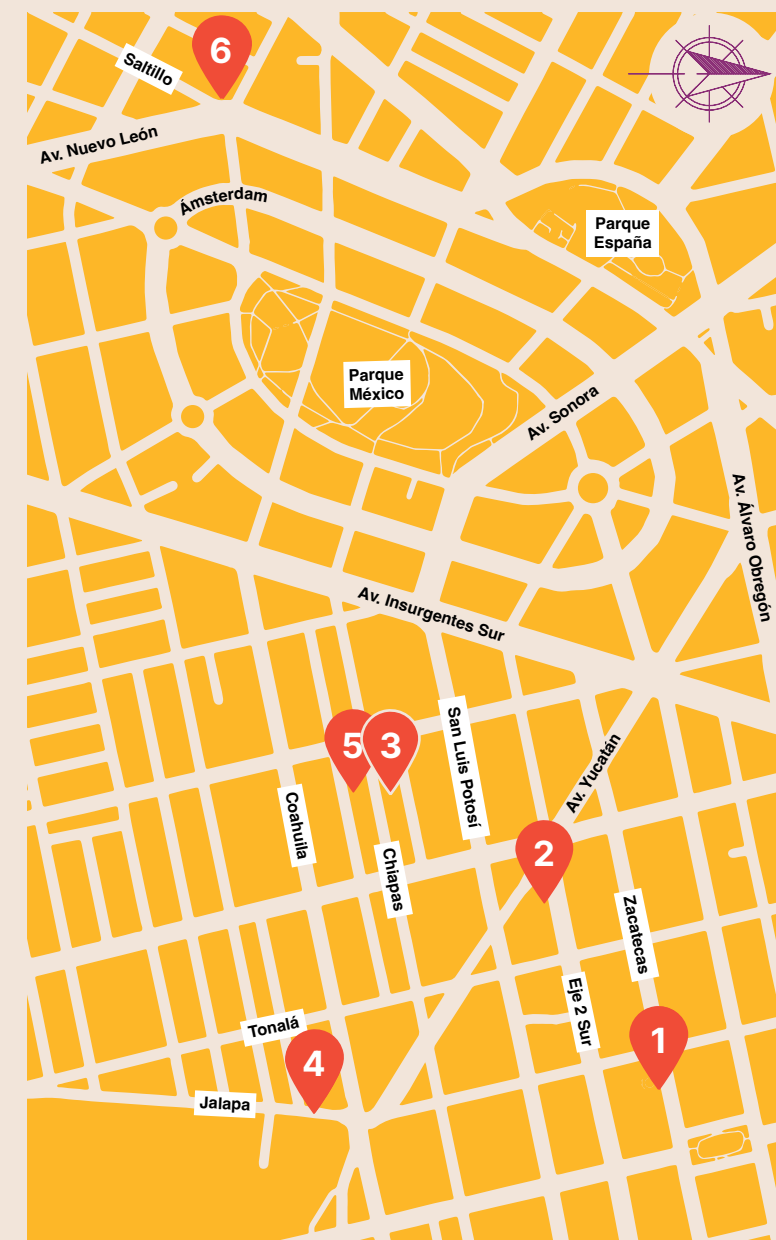 6
Saltillo
Av. Nuevo León
Ámsterdam
Parque
España
Parque
México
Av. Sonora
Av. Álvaro Obregón
Av. Insurgentes Sur
5
3
San Luis Potosí
Av. Yucatán
Coahuila
Chiapas
2
Zacatecas
Eje 2 Sur
Tonalá
1
4
Jalapa